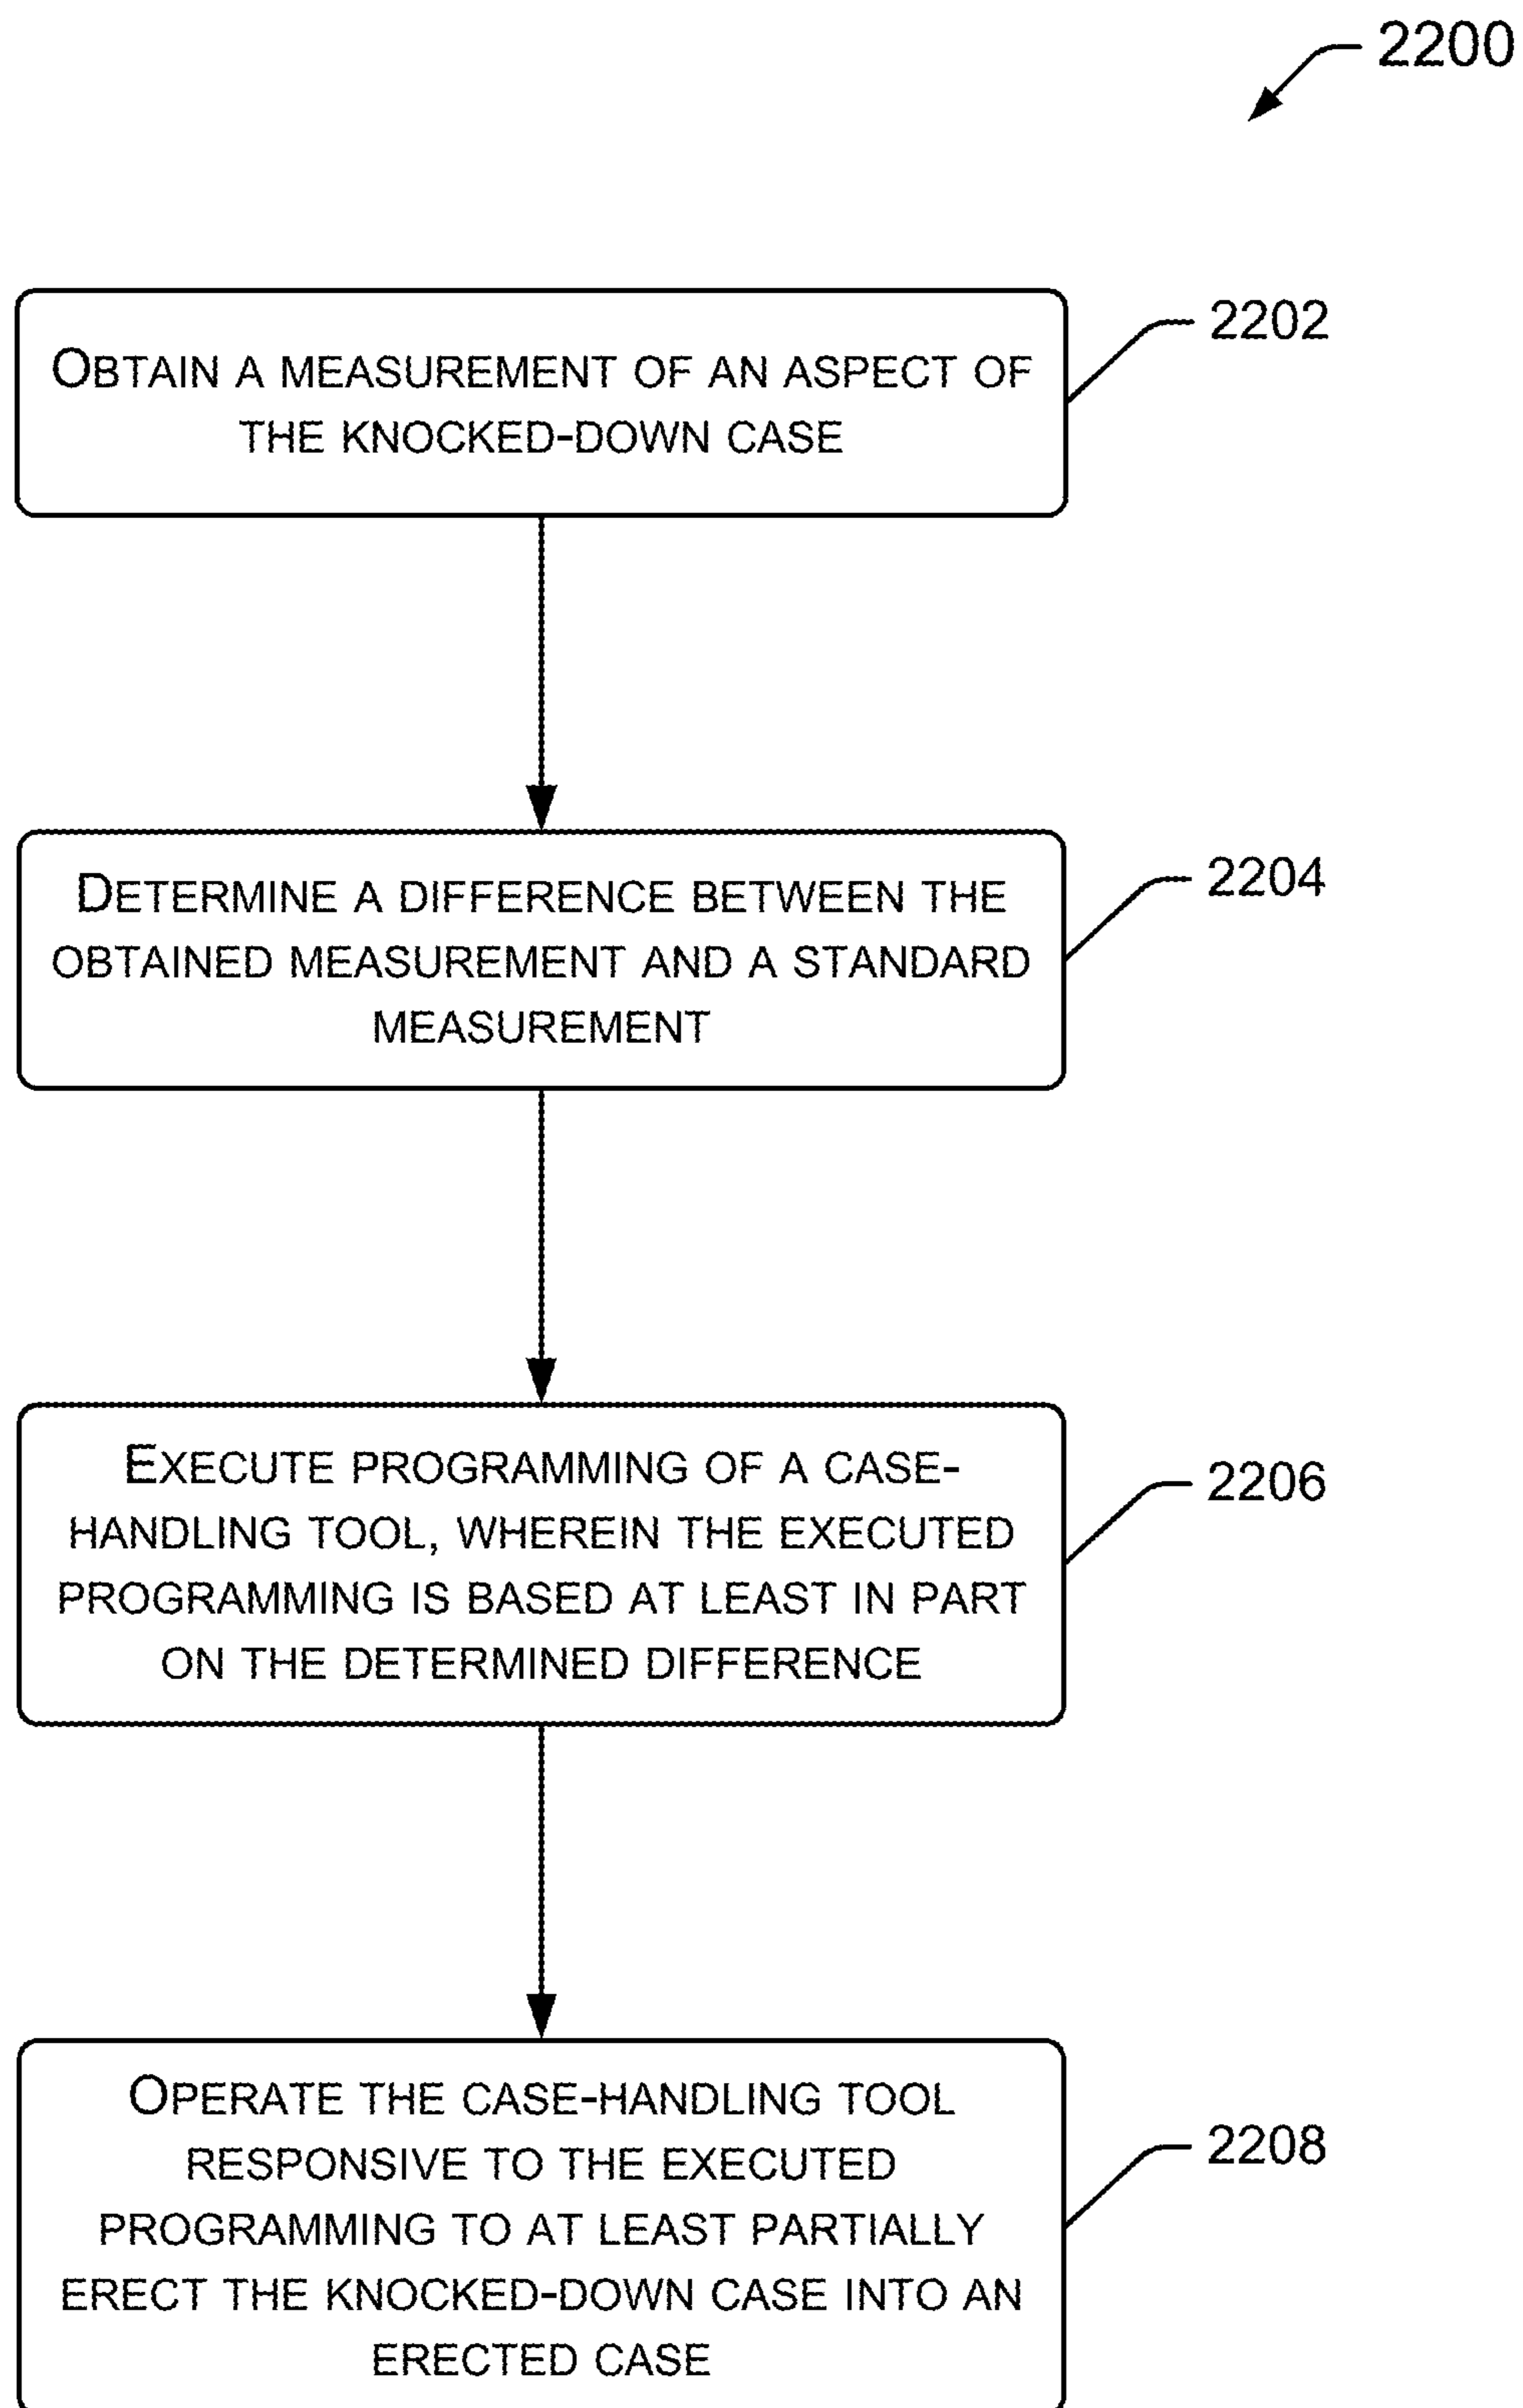 2200
OBTAIN A MEASUREMENT OF AN ASPECT OF
THE KNOCKED-DOWN CASE
2202
DETERMINE A DIFFERENCE BETWEEN THE
OBTAINED MEASUREMENT AND A STANDARD
MEASUREMENT
2204
EXECUTE PROGRAMMING OF A CASE-
HANDLING TOOL, WHEREIN THE EXECUTED
PROGRAMMING IS BASED AT LEAST IN PART
ON THE DETERMINED DIFFERENCE
2206
OPERATE THE CASE-HANDLING TOOL
RESPONSIVE TO THE EXECUTED
PROGRAMMING TO AT LEAST PARTIALLY
ERECT THE KNOCKED-DOWN CASE INTO AN
ERECTED CASE
2208